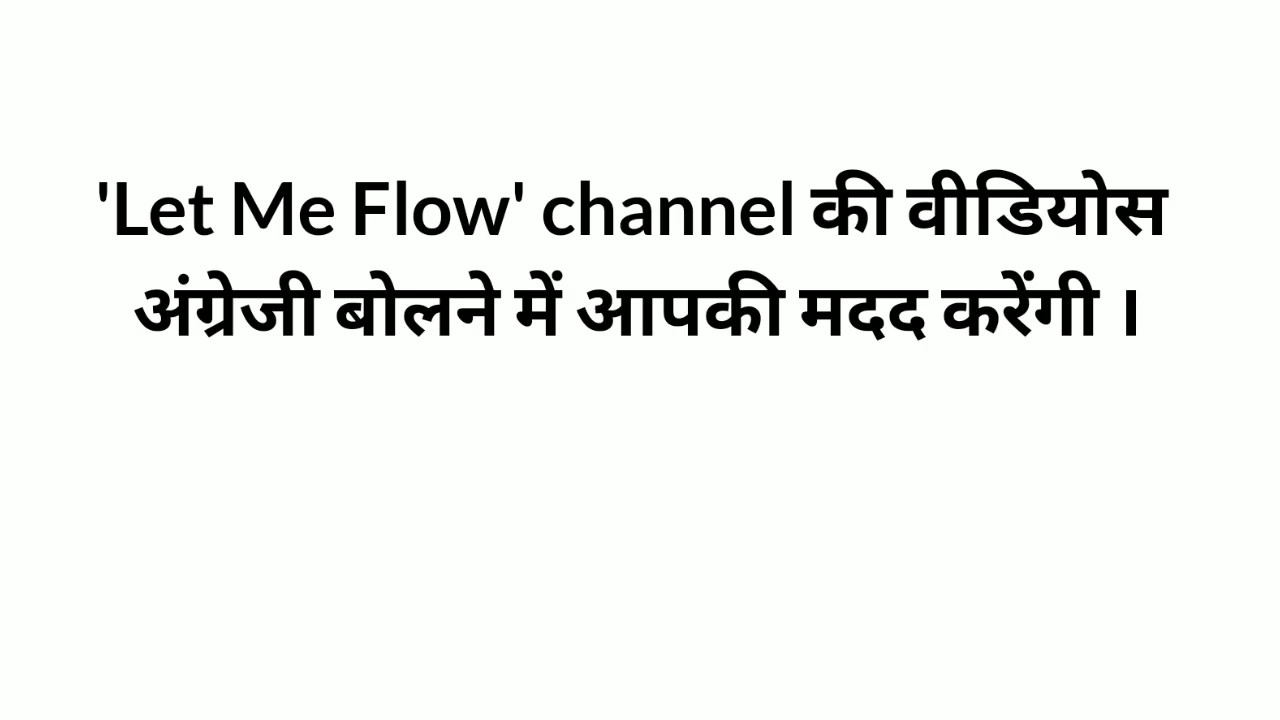 'Let Me Flow' channel की वीडियोस
अंग्रेजी बोलने में आपकी मदद करेंगी ।